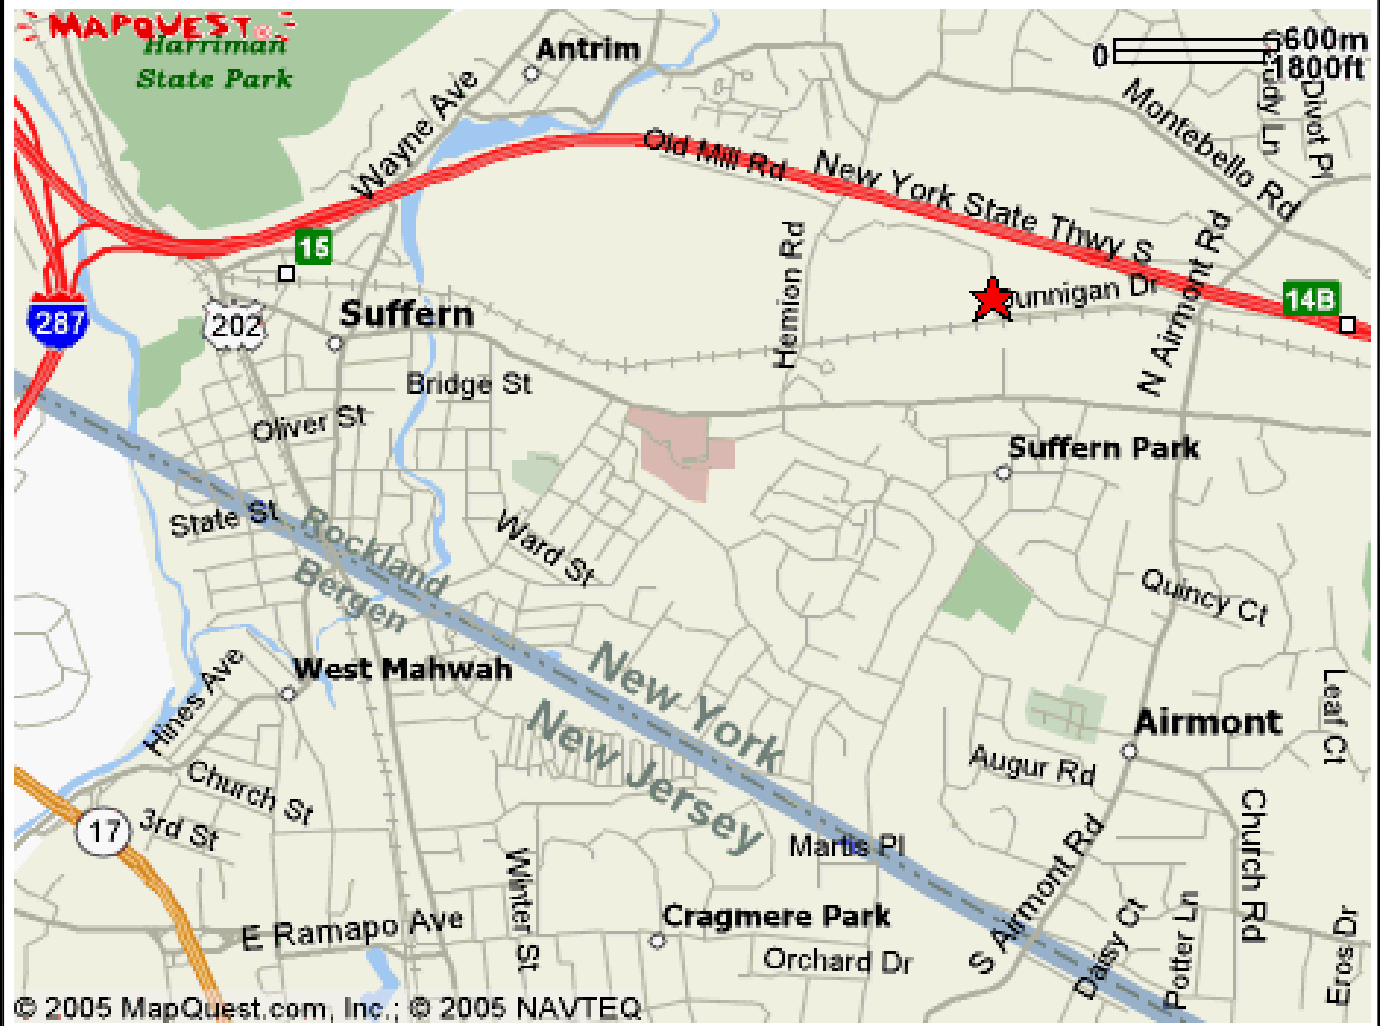 MAPQUEST
Harriman
State Park
Antrim
0
600m
1800ft
Wayne Ave
Old Mill Rd
New York State Thwy S
Montebello Rd
Divot Pl
15
Hemion Rd
Dunnigan Dr
N Airmont Rd
14B
287
202
Suffern
Bridge St
Oliver St
Suffern Park
State St
Rockland
Bergen
Ward St
Quincy Ct
West Mahwah
New York
New Jersey
Hines Ave
Leaf Ct
Airmont
Augur Rd
Church St
17
3rd St
Martis Pl
Church Rd
Winter St
S Airmont Rd
E Ramapo Ave
Cragmere Park
Orchard Dr
Daisy Ct
Potter Ln
Eros Dr
© 2005 MapQuest.com, Inc.; © 2005 NAVTEQ